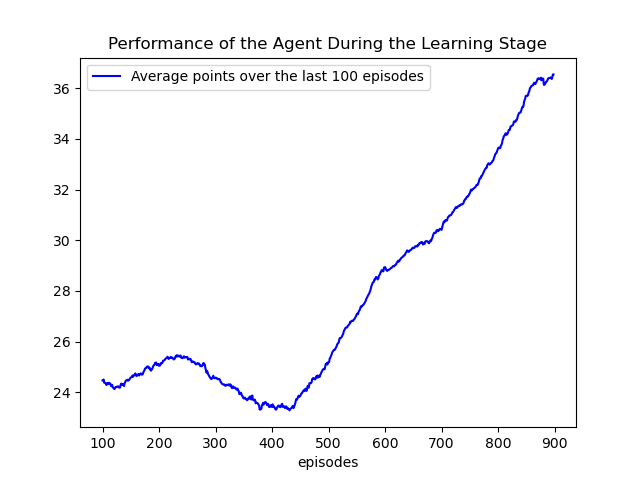 Performance of the Agent During the Learning Stage
Average points over the last 100 episodes
36
34
32
30
28
26
24
100 200 300 400 500 600 700 800 900
episodes